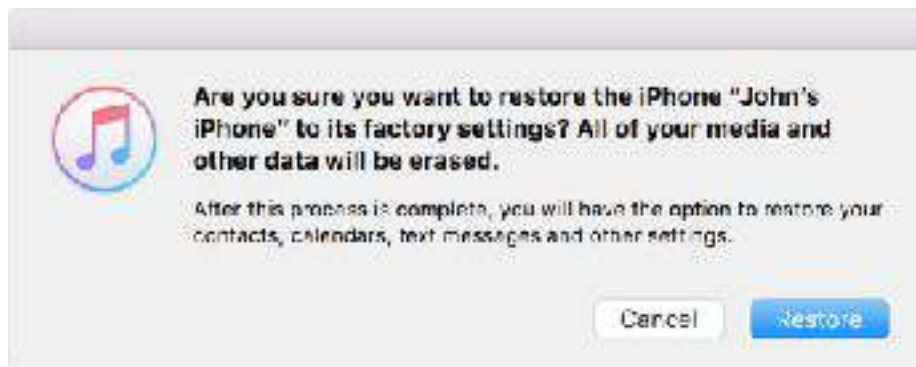 Are you sure you want to restore the iPhone “John's
iPhone” to its factory settings? All of your media and
other data will be erased.
After this process is complete, you will have the option to restore your
contacts, calendars, text messages and other settings.
Cancel
Restore